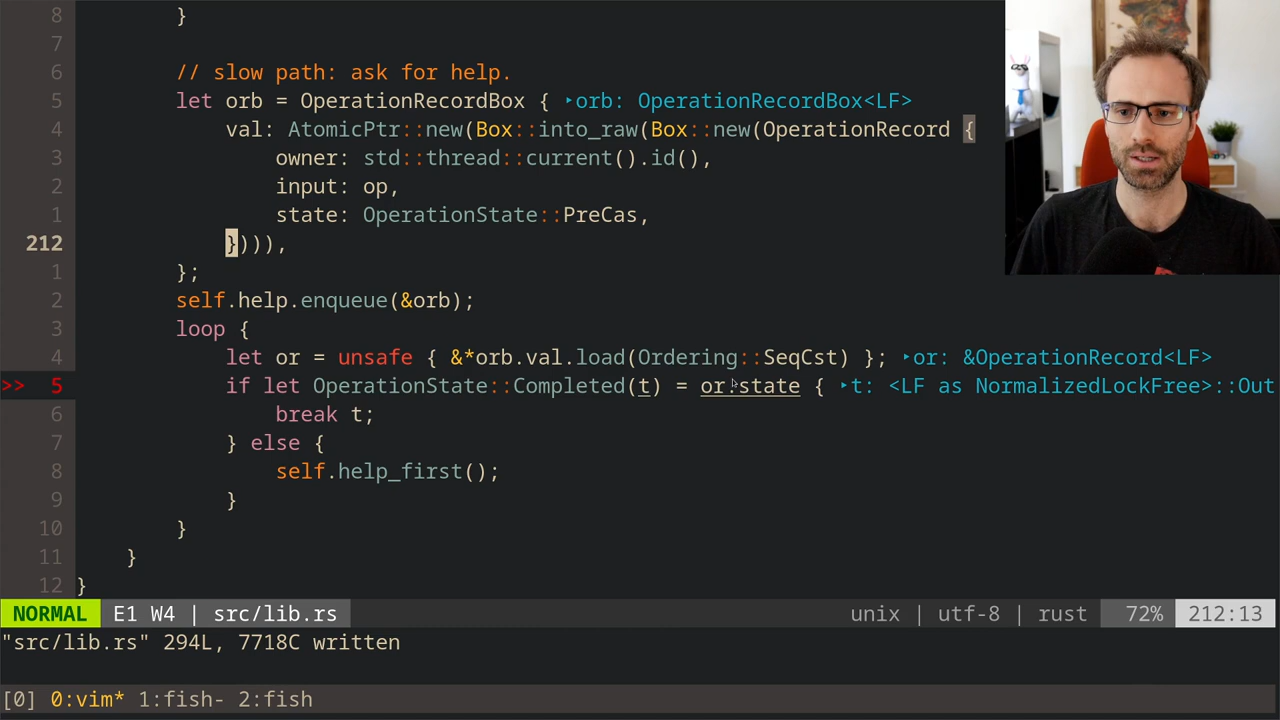 8 }
7
6 // slow path: ask for help.
5 let orb = OperationRecordBox { ‣orb: OperationRecordBox<LF>
4 val: AtomicPtr::new(Box::into_raw(Box::new(OperationRecord {
3 owner: std::thread::current().id(),
2 input: op,
1 state: OperationState::PreCas,
212 }))),
1 };
2 self.help.enqueue(&orb);
3 loop {
4 let or = unsafe { &*orb.val.load(Ordering::SeqCst) }; ‣or: &OperationRecord<LF>
>> 5 if let OperationState::Completed(t) = or.state { ‣t: <LF as NormalizedLockFree>::Out
6 break t;
7 } else {
8 self.help_first();
9 }
10 }
11 }
12 }
NORMAL E1 W4 | src/lib.rs unix | utf-8 | rust 72% 212:13
"src/lib.rs" 294L, 7718C written
[0] 0:vim* 1:fish- 2:fish